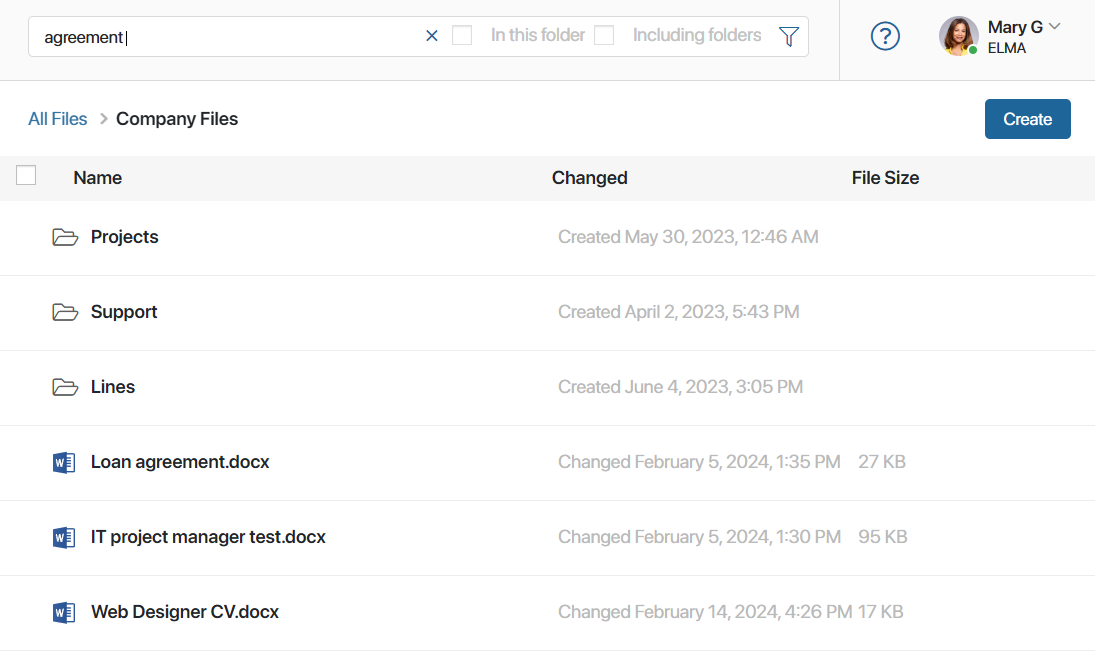 agreement In this folder Including folders Mary G
ELMA
All Files Company Files Create
Name Changed File Size
Projects Created May 30, 2023, 12:46 AM
Support Created April 2, 2023, 5:43 PM
Lines Created June 4, 2023, 3:05 PM
Loan agreement.docx Changed February 5, 2024, 1:35 PM 27 KB
IT project manager test.docx Changed February 5, 2024, 1:30 PM 95 KB
Web Designer CV.docx Changed February 14, 2024, 4:26 PM 17 KB